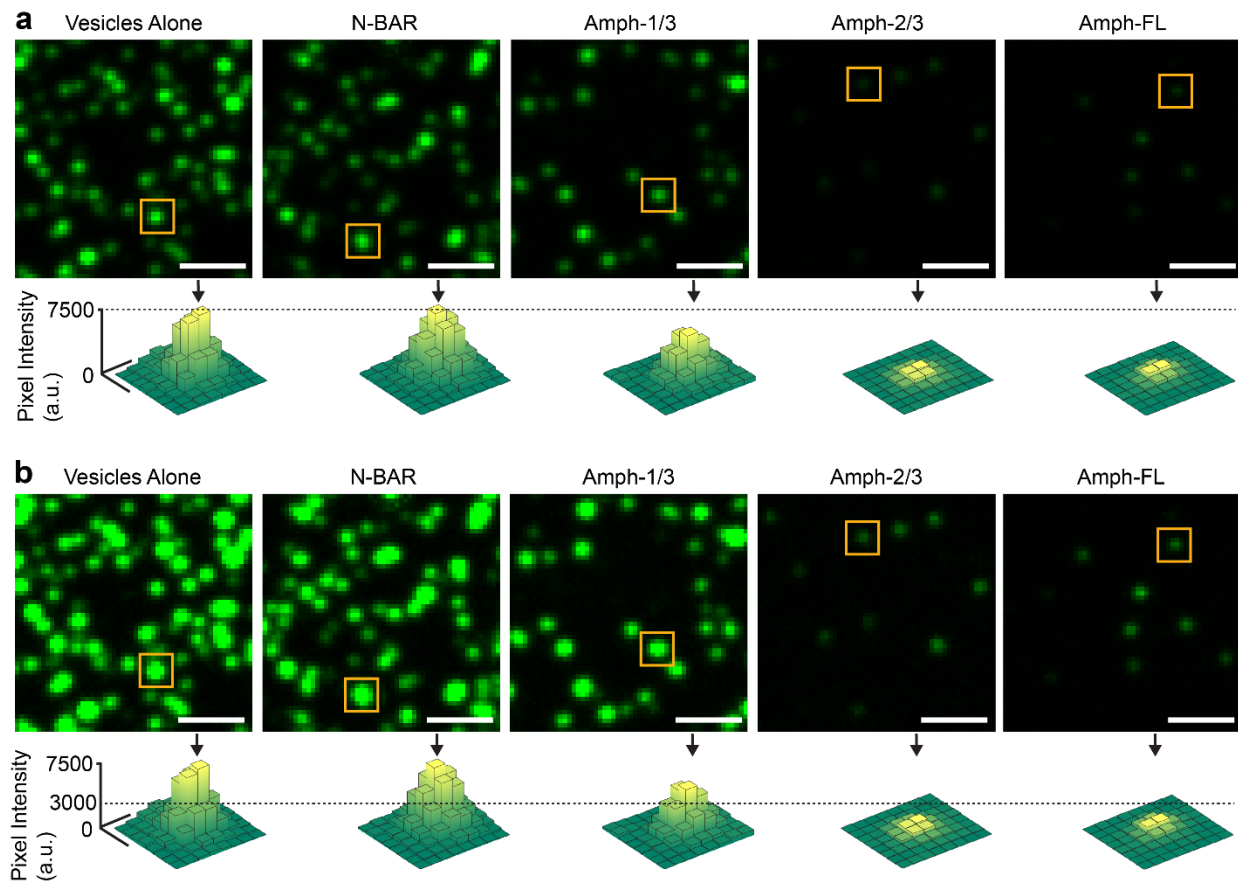 a
Vesicles Alone
N-BAR
Amph-1/3
Amph-2/3
Amph-FL
Pixel Intensity
(a.u.)
7500
0
b
Vesicles Alone
N-BAR
Amph-1/3
Amph-2/3
Amph-FL
Pixel Intensity
(a.u.)
7500
3000
0